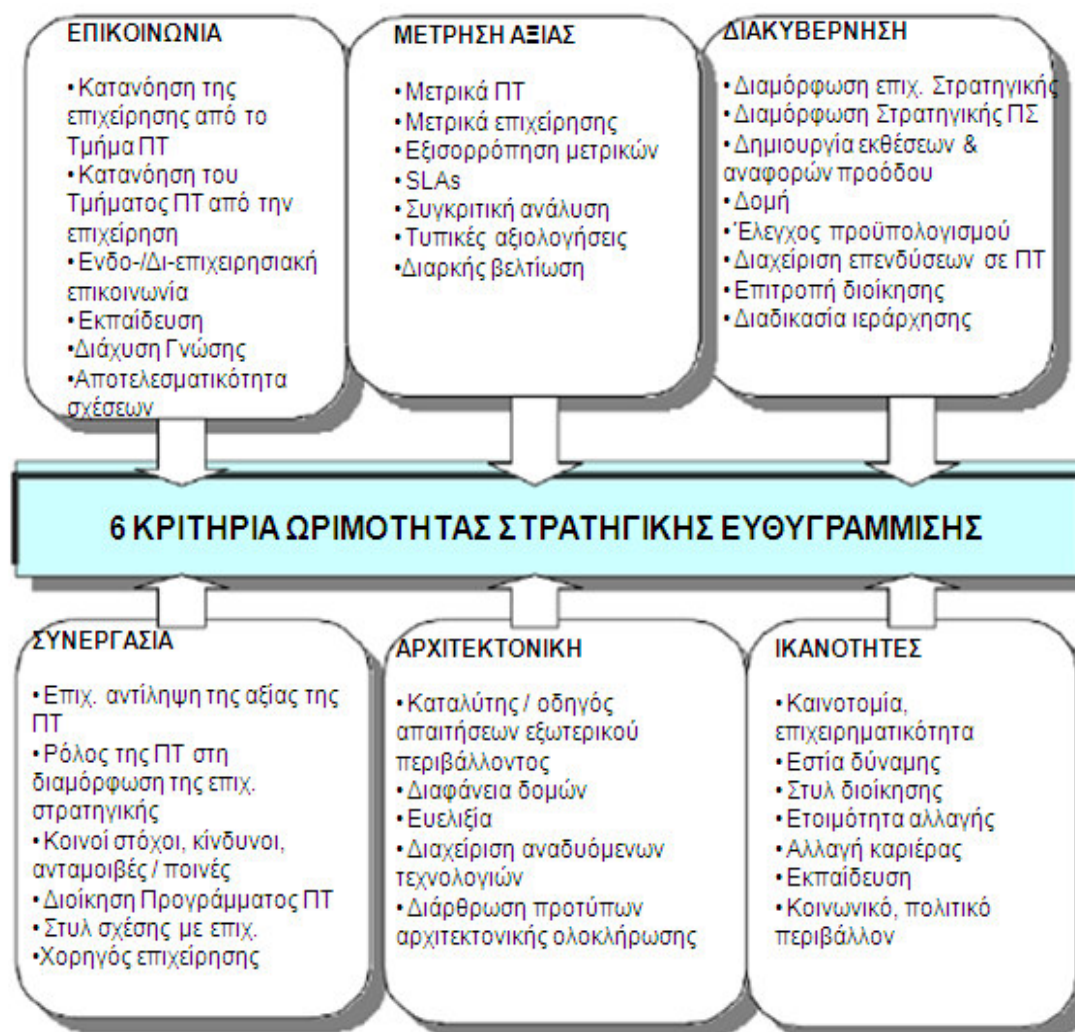 ΕΠΙΚΟΙΝΩΝΙΑ
•Κατανόηση της
επιχείρησης από το
Τμήμα ΠΤ
• Κατανόηση του
Τμήματος ΠΤ από την
επιχείρηση
•Ενδο-/Δι-επιχειρησιακή
επικοινωνία
•Εκπαίδευση
•Διάχυση Γνώσης
•Αποτελεσματικότητα
σχέσεων
ΜΕΤΡΗΣΗ ΑΞΙΑΣ
•Μετρικά ΠΤ
•Μετρικά επιχείρησης
•Εξισορρόπηση μετρικών
•SLAs
•Συγκριτική ανάλυση
•Τυπικές αξιολογήσεις
•Διαρκής βελτίωση
ΔΙΑΚΥΒΕΡΝΗΣΗ
•Διαμόρφωση επιχ. Στρατηγικής
•Διαμόρφωση Στρατηγικής ΠΣ
•Δημιουργία εκθέσεων &
αναφορών προόδου
•Δομή
•Έλεγχος προϋπολογισμού
•Διαχείριση επενδύσεων σε ΠΤ
•Επιτροπή διοίκησης
•Διαδικασία ιεράρχησης
6 ΚΡΙΤΗΡΙΑ ΩΡΙΜΟΤΗΤΑΣ ΣΤΡΑΤΗΓΙΚΗΣ ΕΥΘΥΓΡΑΜΜΙΣΗΣ
ΣΥΝΕΡΓΑΣΙΑ
•Επιχ. αντίληψη της αξίας της
ΠΤ
•Ρόλος της ΠΤ στη
διαμόρφωση της επιχ.
στρατηγικής
•Κοινοί στόχοι, κίνδυνοι,
ανταμοιβές / ποινές
•Διοίκηση Προγράμματος ΠΤ
•Στυλ σχέσης με επιχ.
•Χορηγός επιχείρησης
ΑΡΧΙΤΕΚΤΟΝΙΚΗ
•Καταλύτης / οδηγός
απαιτήσεων εξωτερικού
περιβάλλοντος
•Διαφάνεια δομών
•Ευελιξία
•Διαχείριση αναδυόμενων
τεχνολογιών
•Διάρθρωση προτύπων
αρχιτεκτονικής ολοκλήρωσης
ΙΚΑΝΟΤΗΤΕΣ
•Καινοτομία,
επιχειρηματικότητα
•Εστία δύναμης
•Στυλ διοίκησης
•Ετοιμότητα αλλαγής
•Αλλαγή καριέρας
•Εκπαίδευση
•Κοινωνικό, πολιτικό
περιβάλλον